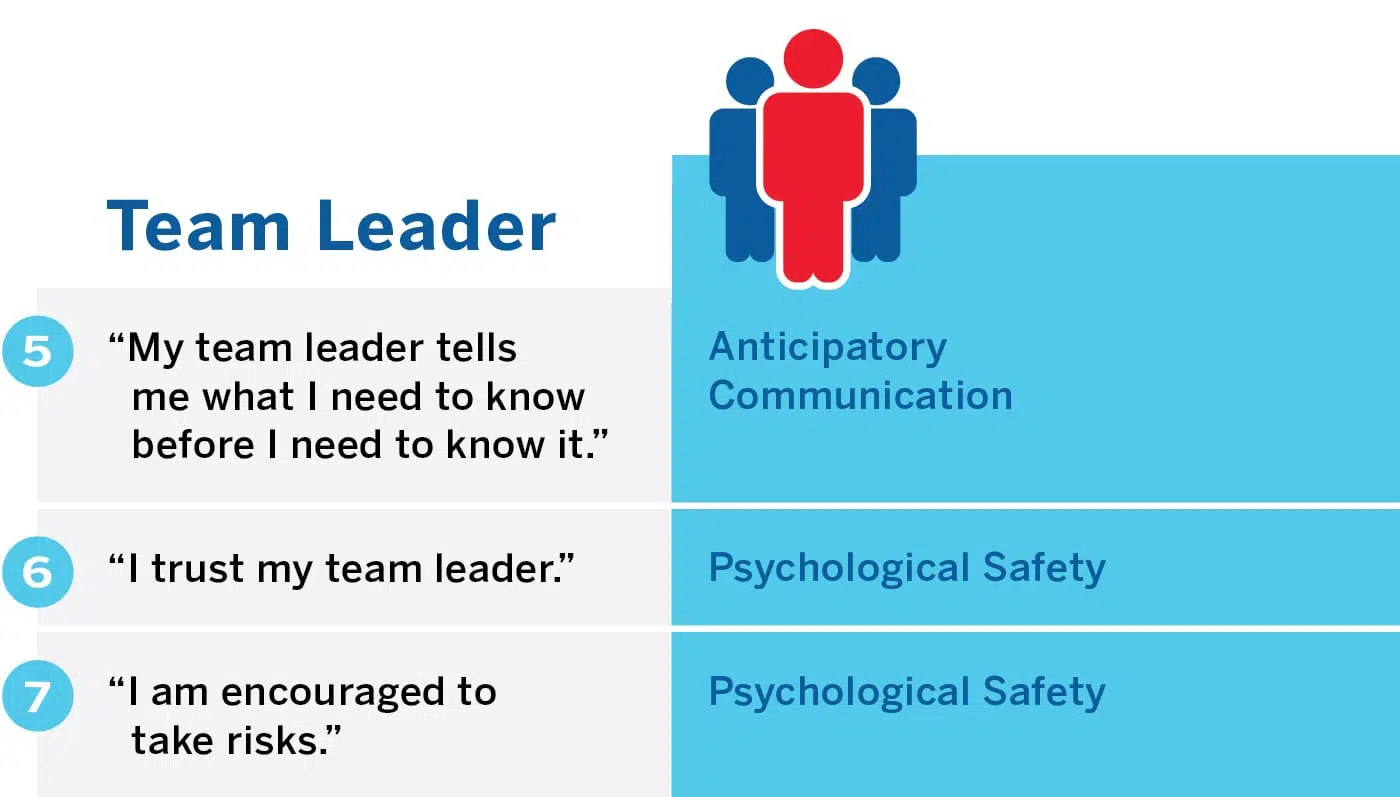 Team Leader
5
“My team leader tells
me what I need to know
before I need to know it.”
Anticipatory
Communication
6
“I trust my team leader.”
Psychological Safety
7
“I am encouraged to
take risks.”
Psychological Safety